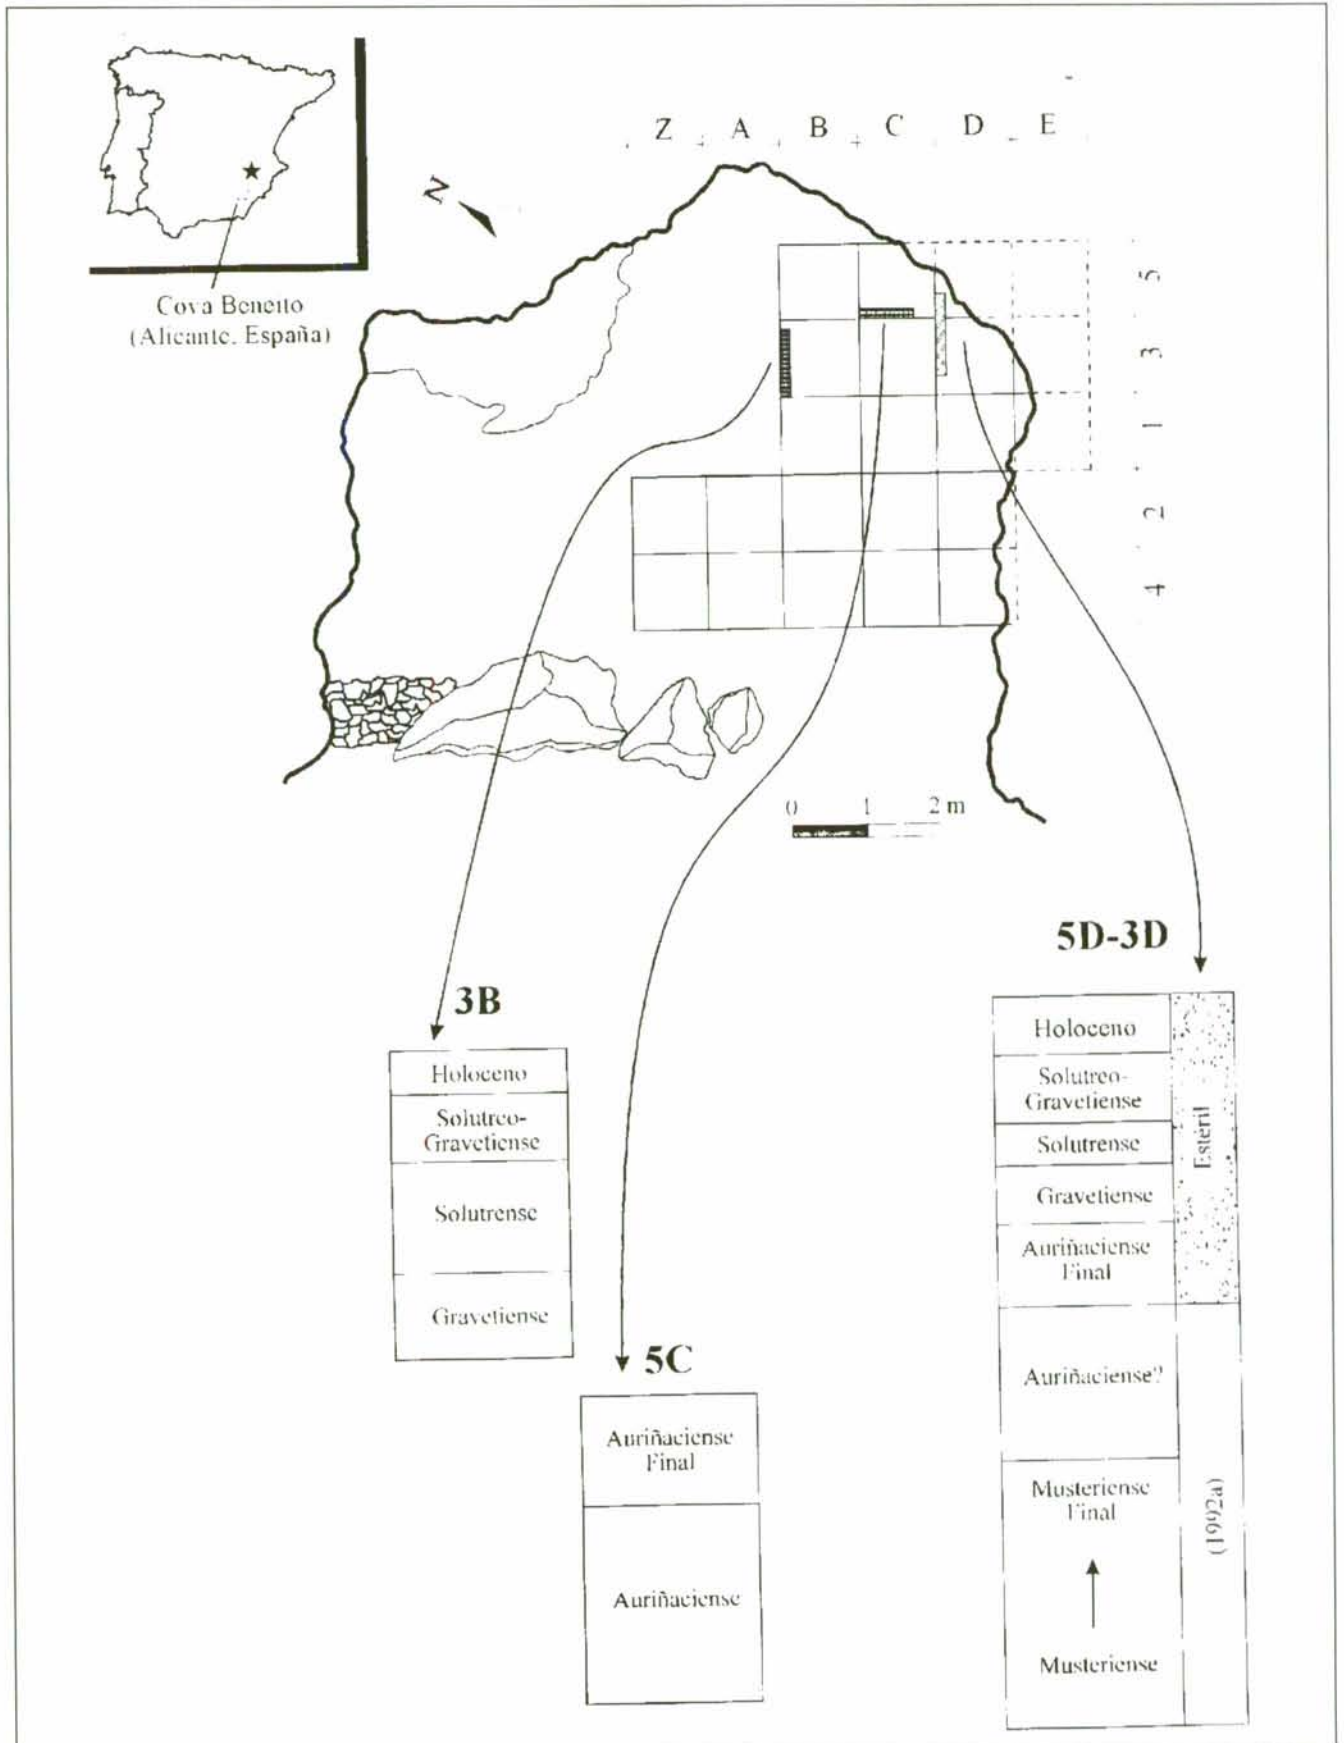 Cova Beneito
(Alicante, España)
N
Z A B C D E
5
3
1
2
4
0 1 2 m
3B
Holoceno
Solutreo-
Gravetiense
Solutrense
Gravetiense
5C
Auriñaciense
Final
Auriñaciense
5D-3D
Holoceno
Solutreo-
Gravetiense
Solutrense
Gravetiense
Auriñaciense
Final
Auriñaciense?
Musteriense
Final
Musteriense
Estéril
(1992a)